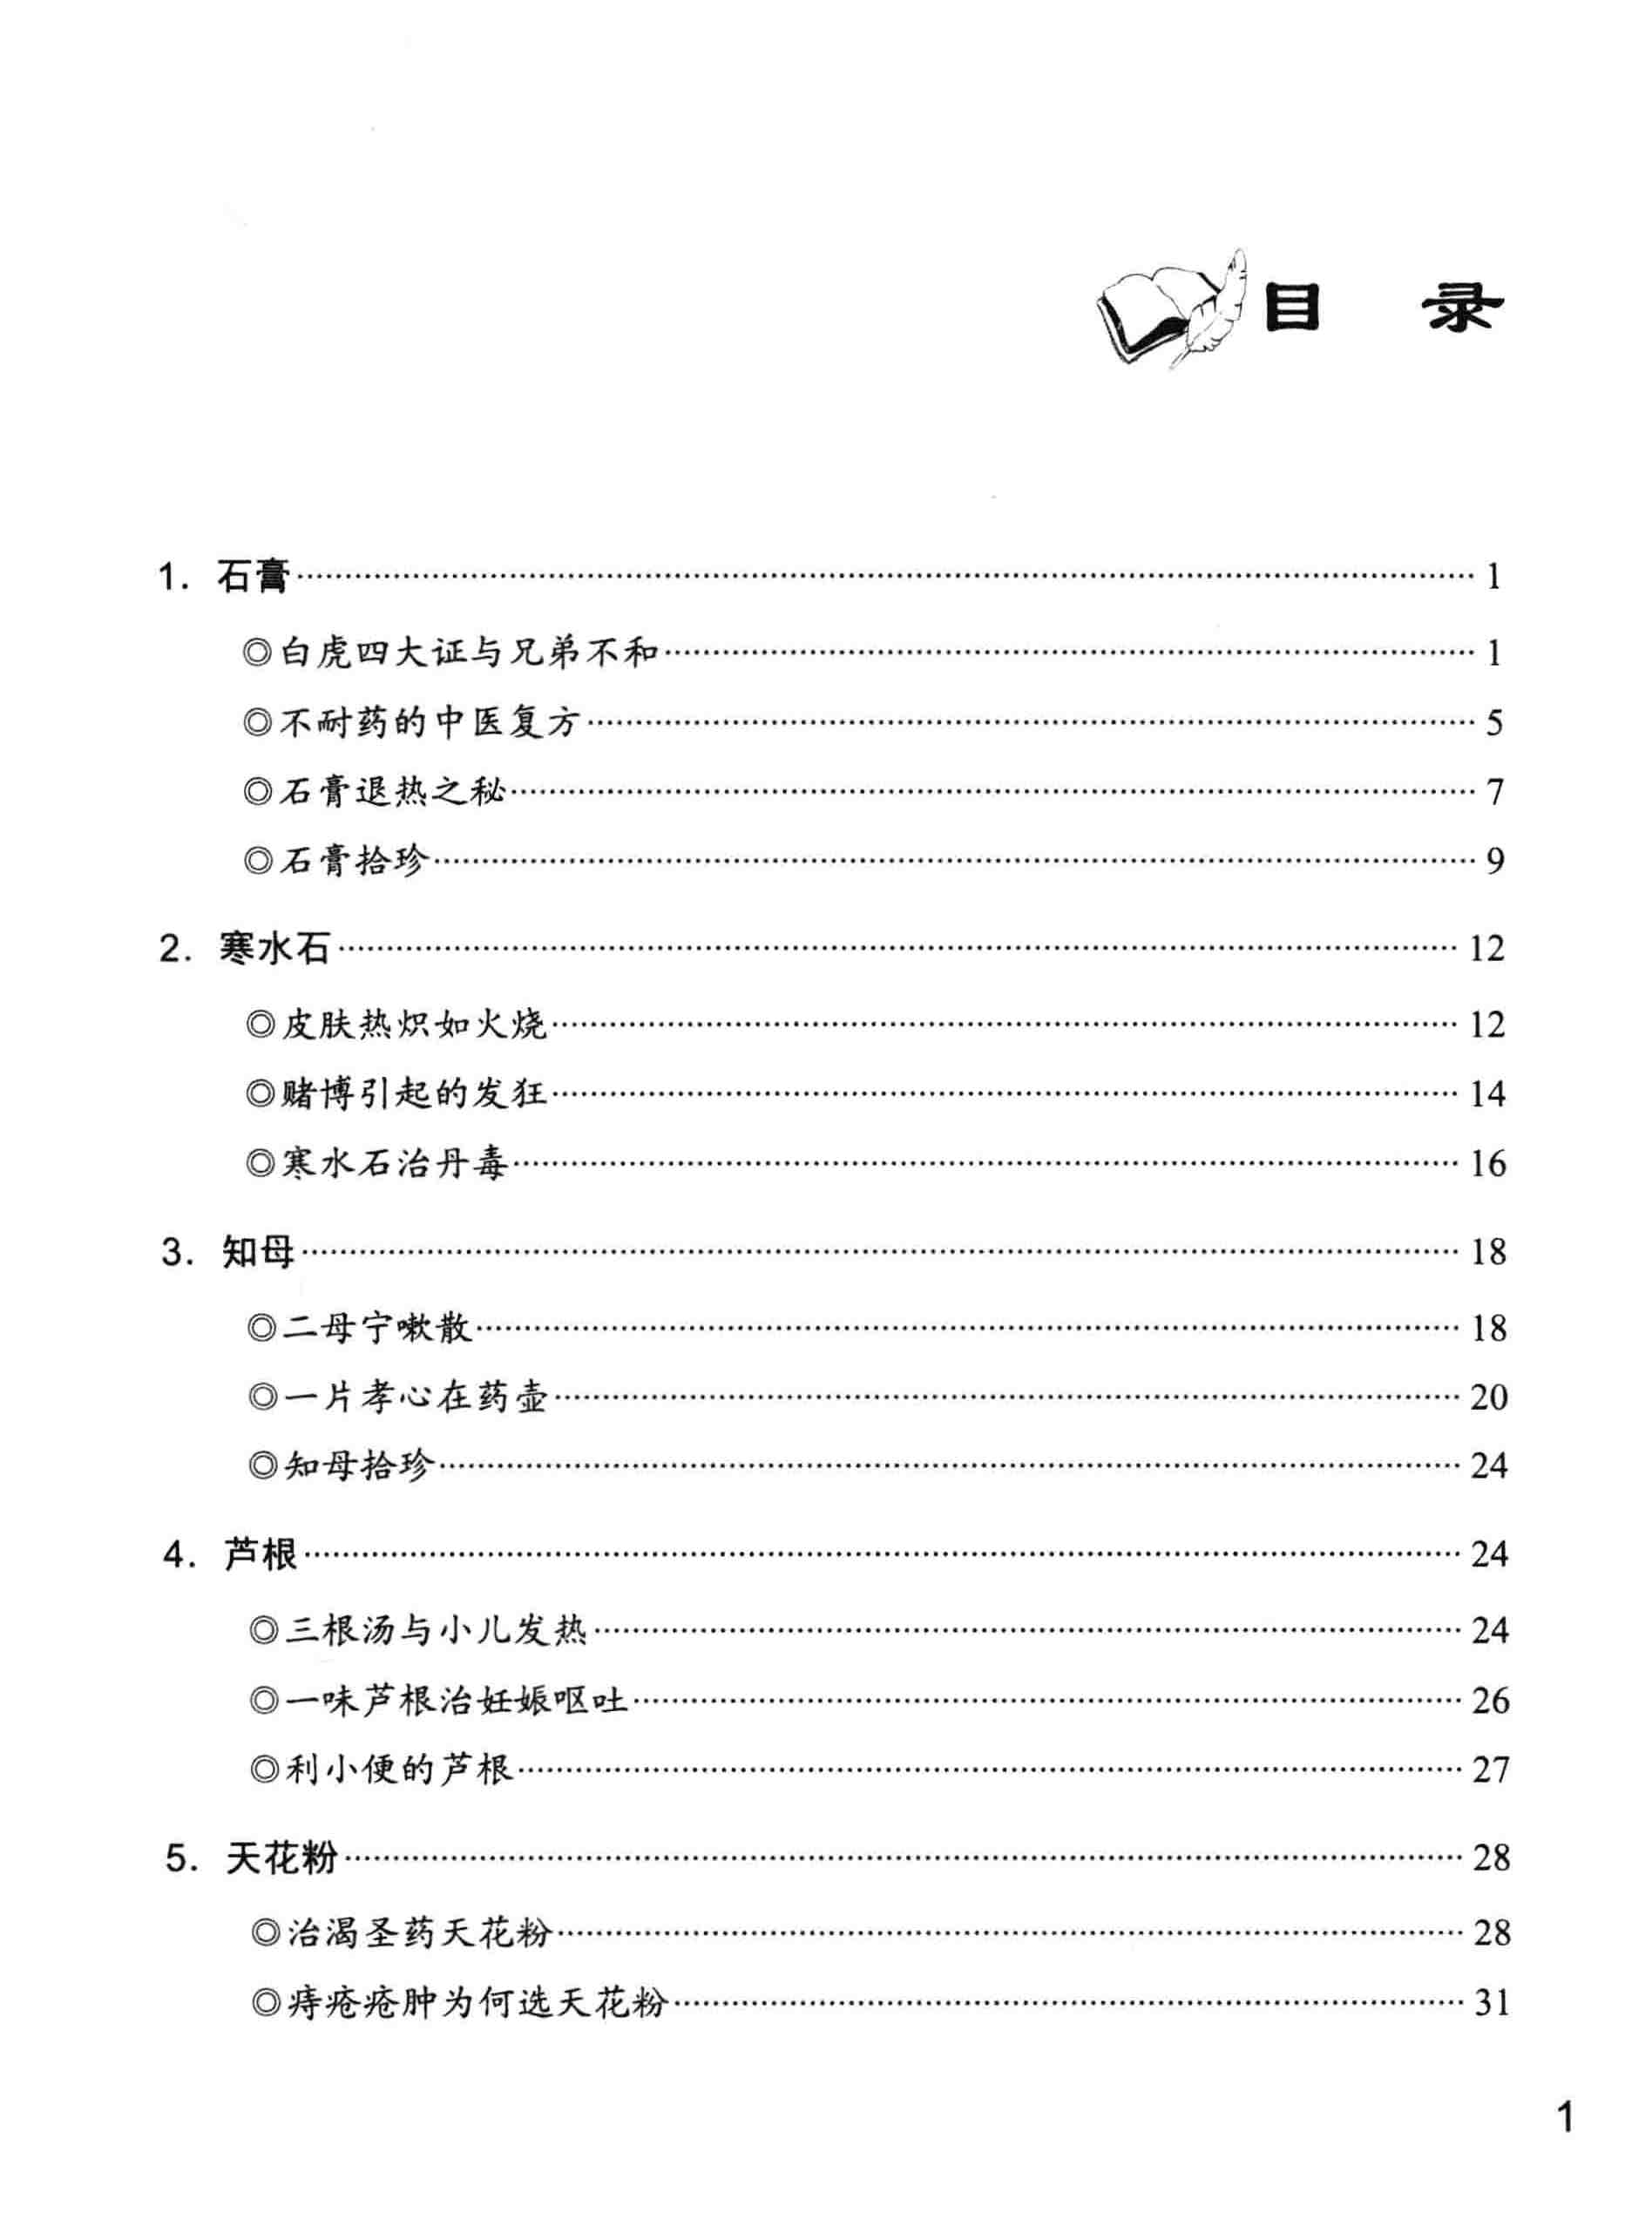 目 录
1. 石膏…………1
◎白虎四大证与兄弟不和…………1
◎不耐药的中医复方…………5
◎石膏退热之秘…………7
◎石膏拾珍…………9
2. 寒水石…………12
◎皮肤热炽如火烧…………12
◎赌博引起的发狂…………14
◎寒水石治丹毒…………16
3. 知母…………18
◎二母宁嗽散…………18
◎一片孝心在药壶…………20
◎知母拾珍…………24
4. 芦根…………24
◎三根汤与小儿发热…………24
◎一味芦根治妊娠呕吐…………26
◎利小便的芦根…………27
5. 天花粉…………28
◎治渴圣药天花粉…………28
◎痔疮疮肿为何选天花粉…………31
1